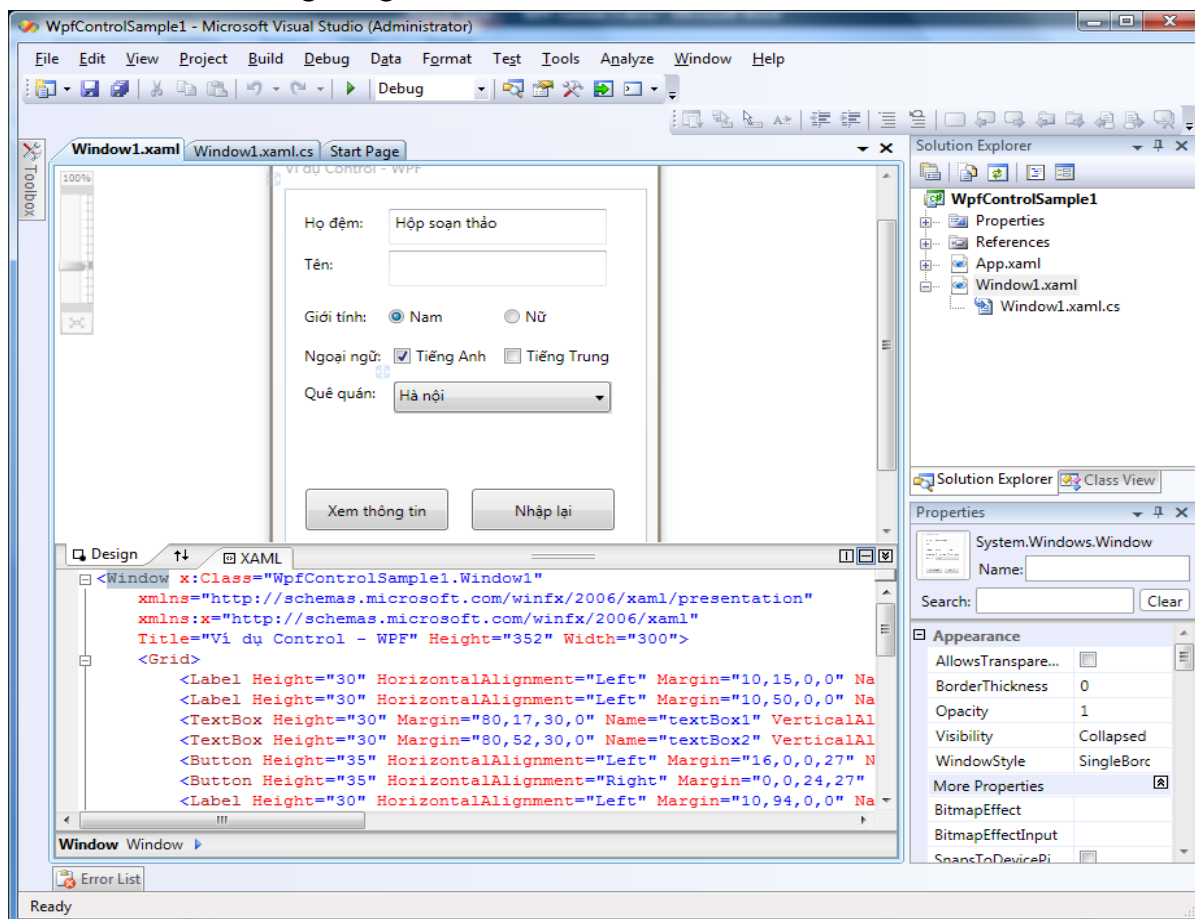 WpfControlSample1 - Microsoft Visual Studio (Administrator)
File Edit View Project Build Debug Data Format Test Tools Analyze Window Help
Debug
Toolbox
Window1.xaml Window1.xaml.cs Start Page
100%
Ví dụ Control - WPF
Họ đệm: Hộp soạn thảo
Tên:
Giới tính: Nam Nữ
Ngoại ngữ: Tiếng Anh Tiếng Trung
Quê quán: Hà nội
Xem thông tin Nhập lại
Design XAML
<Window x:Class="WpfControlSample1.Window1"
xmlns="http://schemas.microsoft.com/winfx/2006/xaml/presentation"
xmlns:x="http://schemas.microsoft.com/winfx/2006/xaml"
Title="Ví dụ Control - WPF" Height="352" Width="300">
<Grid>
<Label Height="30" HorizontalAlignment="Left" Margin="10,15,0,0" Na
<Label Height="30" HorizontalAlignment="Left" Margin="10,50,0,0" Na
<TextBox Height="30" Margin="80,17,30,0" Name="textBox1" VerticalAl
<TextBox Height="30" Margin="80,52,30,0" Name="textBox2" VerticalAl
<Button Height="35" HorizontalAlignment="Left" Margin="16,0,0,27" N
<Button Height="35" HorizontalAlignment="Right" Margin="0,0,24,27"
<Label Height="30" HorizontalAlignment="Left" Margin="10,94,0,0" Na
Window Window
Error List
Ready
Solution Explorer
WpfControlSample1
Properties
References
App.xaml
Window1.xaml
Window1.xaml.cs
Solution Explorer Class View
Properties
System.Windows.Window
Name:
Search: Clear
Appearance
AllowsTranspare...
BorderThickness 0
Opacity 1
Visibility Collapsed
WindowStyle SingleBorc
More Properties
BitmapEffect
BitmapEffectInput
SnapsToDevicePi